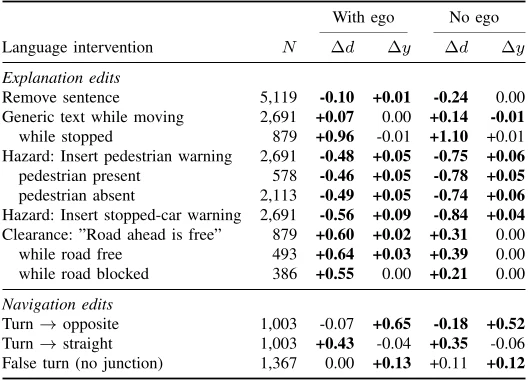 With ego No ego
Language intervention N Δd Δy Δd Δy
Explanation edits
Remove sentence 5,119 -0.10 +0.01 -0.24 0.00
Generic text while moving 2,691 +0.07 0.00 +0.14 -0.01
while stopped 879 +0.96 -0.01 +1.10 +0.01
Hazard: Insert pedestrian warning 2,691 -0.48 +0.05 -0.75 +0.06
pedestrian present 578 -0.46 +0.05 -0.78 +0.05
pedestrian absent 2,113 -0.49 +0.05 -0.74 +0.06
Hazard: Insert stopped-car warning 2,691 -0.56 +0.09 -0.84 +0.04
Clearance: ”Road ahead is free” 879 +0.60 +0.02 +0.31 0.00
while road free 493 +0.64 +0.03 +0.39 0.00
while road blocked 386 +0.55 0.00 +0.21 0.00
Navigation edits
Turn → opposite 1,003 -0.07 +0.65 -0.18 +0.52
Turn → straight 1,003 +0.43 -0.04 +0.35 -0.06
False turn (no junction) 1,367 0.00 +0.13 +0.11 +0.12